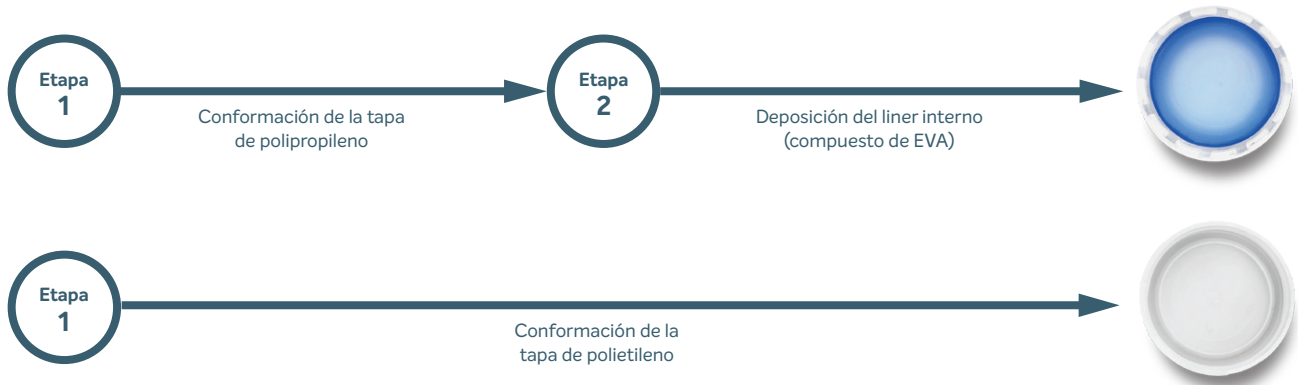 Etapa
1
Conformación de la tapa
de polipropileno
Etapa
2
Deposición del liner interno
(compuesto de EVA)
Etapa
1
Conformación de la
tapa de polietileno